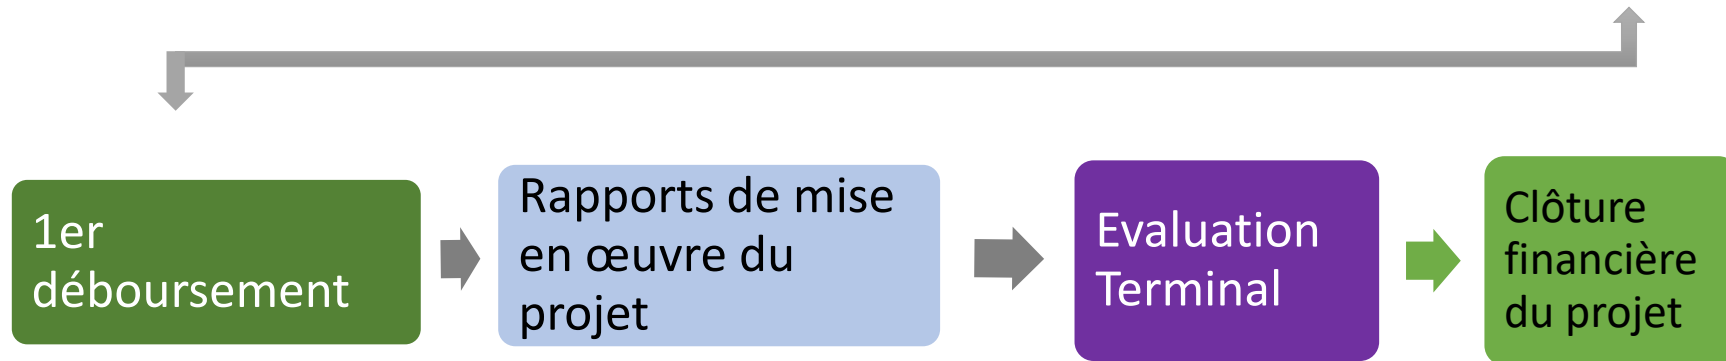 1er
déboursement
Rapports de mise
en œuvre du
projet
Evaluation
Terminal
Clôture
financière
du projet